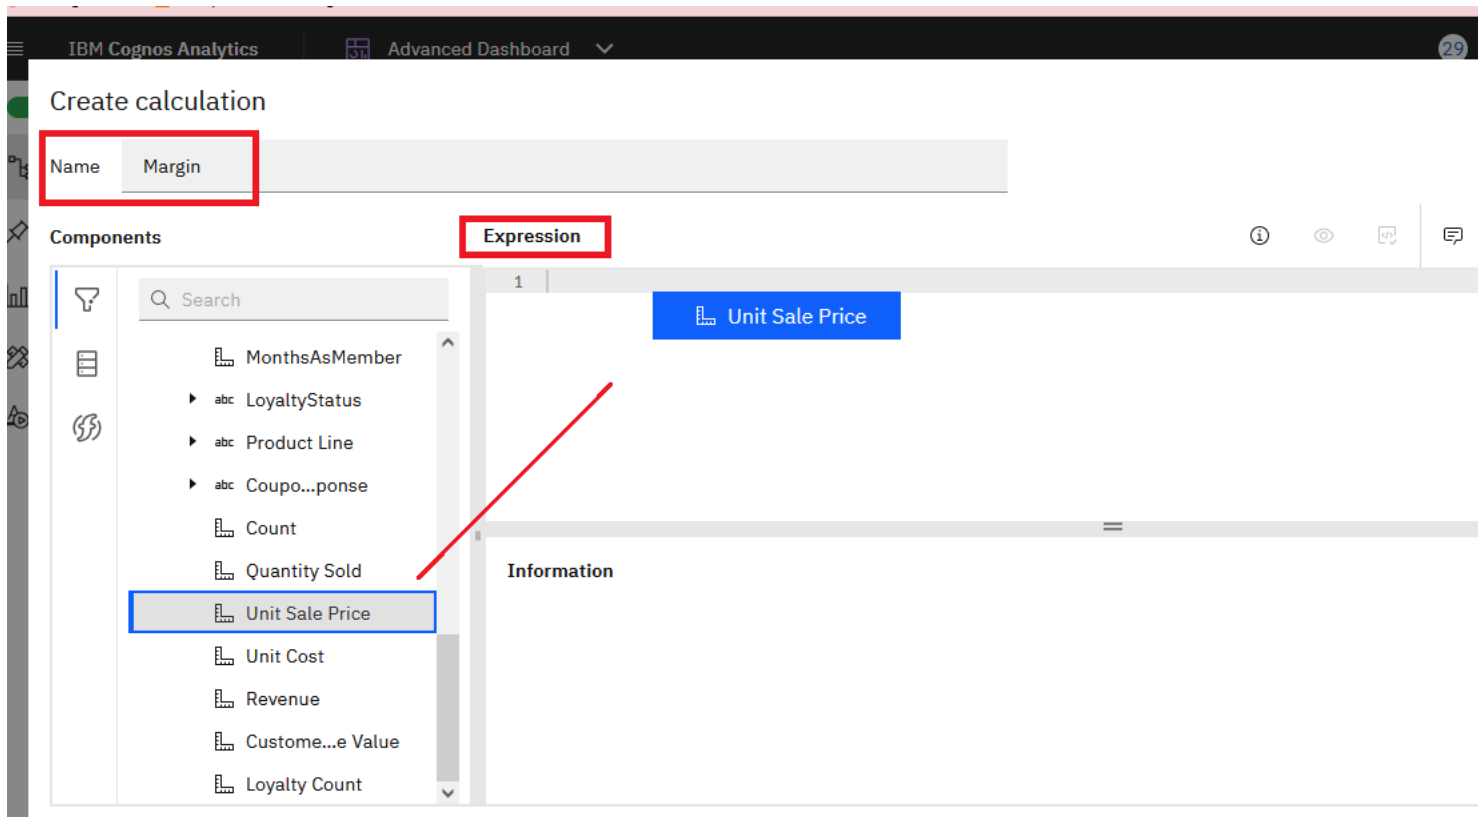 IBM Cognos Analytics
Advanced Dashboard
29
Create calculation
Name Margin
Components
Expression
Search
1
Unit Sale Price
MonthsAsMember
abc LoyaltyStatus
abc Product Line
abc Coupo...ponse
Count
Quantity Sold
Unit Sale Price
Unit Cost
Revenue
Custome...e Value
Loyalty Count
Information